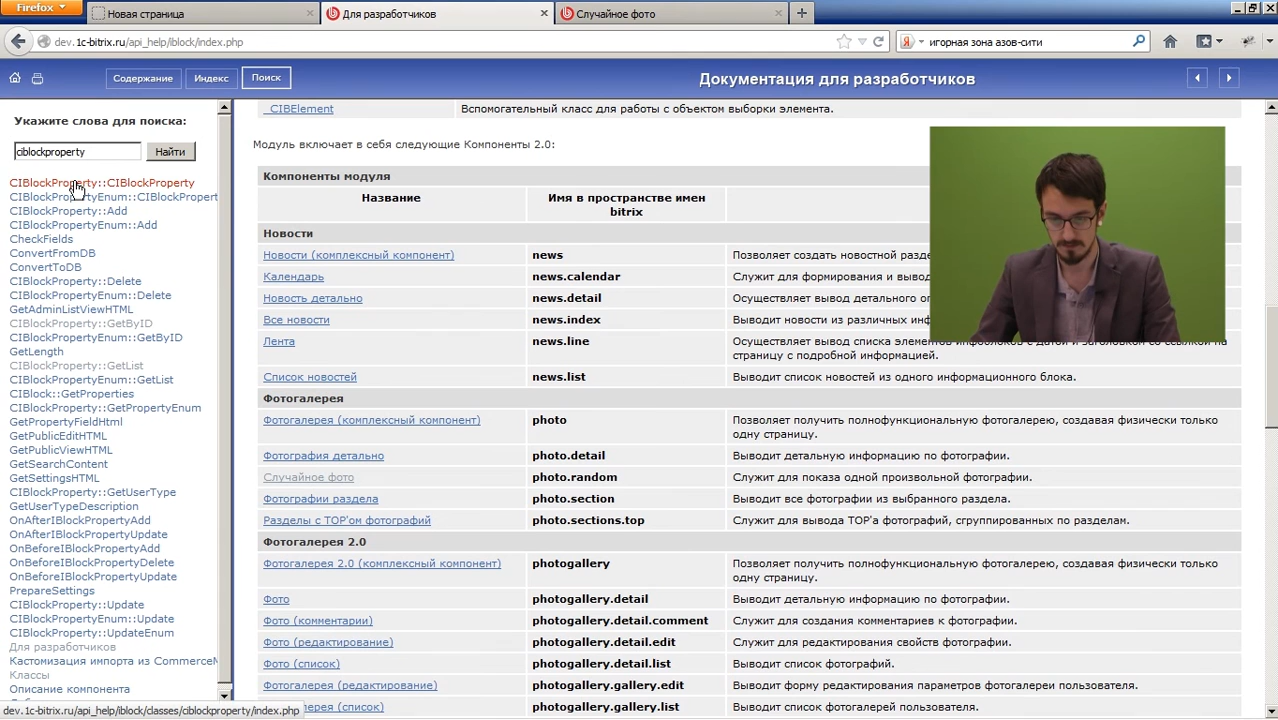 Firefox
Новая страница
Для разработчиков
Случайное фото
dev.1c-bitrix.ru/api_help/iblock/index.php
игорная зона азов-сити
Содержание
Индекс
Поиск
Документация для разработчиков
Укажите слова для поиска:
ciblockproperty
Найти
CIBlockProperty::CIBlockProperty
CIBlockPropertyEnum::CIBlockPropert
CIBlockProperty::Add
CIBlockPropertyEnum::Add
CheckFields
ConvertFromDB
ConvertToDB
CIBlockProperty::Delete
CIBlockPropertyEnum::Delete
GetAdminListViewHTML
CIBlockProperty::GetByID
CIBlockPropertyEnum::GetByID
GetLength
CIBlockProperty::GetList
CIBlockPropertyEnum::GetList
CIBlock::GetProperties
CIBlockProperty::GetPropertyEnum
GetPropertyFieldHtml
GetPublicEditHTML
GetPublicViewHTML
GetSearchContent
GetSettingsHTML
CIBlockProperty::GetUserType
GetUserTypeDescription
OnAfterIBlockPropertyAdd
OnAfterIBlockPropertyUpdate
OnBeforeIBlockPropertyAdd
OnBeforeIBlockPropertyDelete
OnBeforeIBlockPropertyUpdate
PrepareSettings
CIBlockProperty::Update
CIBlockPropertyEnum::Update
CIBlockProperty::UpdateEnum
Для разработчиков
Кастомизация импорта из CommerceM
Классы
Описание компонента
dev.1c-bitrix.ru/api_help/iblock/classes/ciblockproperty/index.php
_CIBElement Вспомогательный класс для работы с объектом выборки элемента.
Модуль включает в себя следующие Компоненты 2.0:
Компоненты модуля
Название Имя в пространстве имен
bitrix
Новости
Новости (комплексный компонент) news Позволяет создать новостной разде
Календарь news.calendar Служит для формирования и вывод
Новость детально news.detail Осуществляет вывод детального оп
Все новости news.index Выводит новости из различных инф
Лента news.line Осуществляет вывод списка элементов
страницу с подробной информацией.
Список новостей news.list Выводит список новостей из одного информационного блока.
Фотогалерея
Фотогалерея (комплексный компонент) photo Позволяет получить полнофункциональную фотогалерею, создавая физически только
одну страницу.
Фотография детально photo.detail Выводит детальную информацию по фотографии.
Случайное фото photo.random Служит для показа одной произвольной фотографии.
Фотографии раздела photo.section Выводит все фотографии из выбранного раздела.
Разделы с TOP'ом фотографий photo.sections.top Служит для вывода TOP'а фотографий, сгруппированных по разделам.
Фотогалерея 2.0
Фотогалерея 2.0 (комплексный компонент) photogallery Позволяет получить полнофункциональную фотогалерею, создавая физически только
одну страницу.
Фото photogallery.detail Выводит детальную информацию по фотографии.
Фото (комментарии) photogallery.detail.comment Служит для создания комментариев к фотографии.
Фото (редактирование) photogallery.detail.edit Служит для редактирования свойств фотографии.
Фото (список) photogallery.detail.list Выводит список фотографий.
Фотогалерея (редактирование) photogallery.gallery.edit Выводит форму редактирования параметров фотогалереи пользователя.
лерея (список) photogallery.gallery.list Выводит список фотогалерей пользователя.